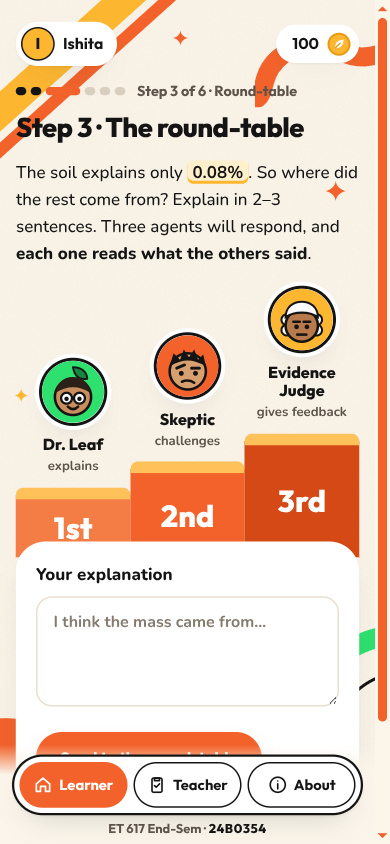 I Ishita
100
Step 3 of 6 · Round-table
Step 3 · The round-table
The soil explains only 0.08%. So where did
the rest come from? Explain in 2–3
sentences. Three agents will respond, and
each one reads what the others said.
Evidence
Judge
gives feedback
Skeptic
challenges
Dr. Leaf
explains
3rd
2nd
1st
Your explanation
I think the mass came from...
Learner
Teacher
About
ET 617 End-Sem · 24B0354